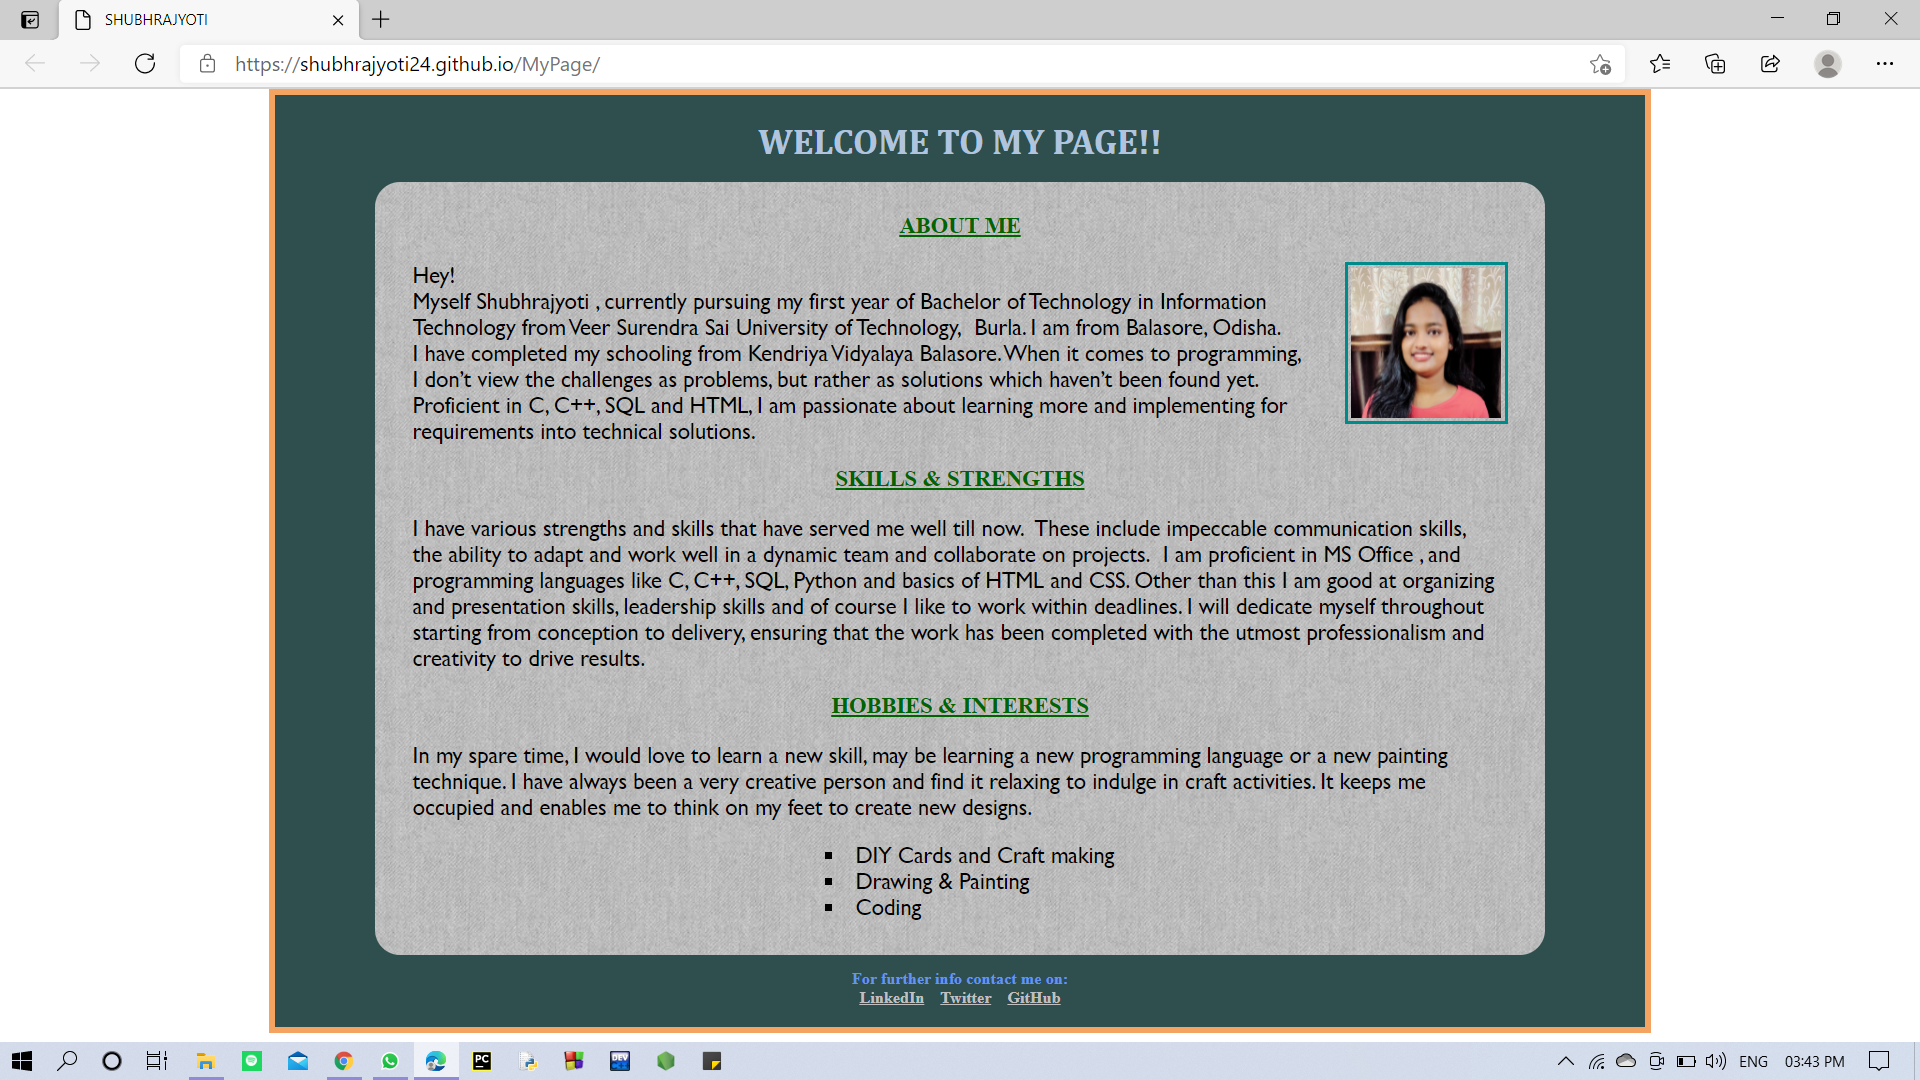 SHUBHRAJYOTI
https://shubhrajyoti24.github.io/MyPage/
WELCOME TO MY PAGE!!
ABOUT ME
Hey!
Myself Shubhrajyoti , currently pursuing my first year of Bachelor of Technology in Information
Technology from Veer Surendra Sai University of Technology,  Burla. I am from Balasore, Odisha.
I have completed my schooling from Kendriya Vidyalaya Balasore. When it comes to programming,
I don’t view the challenges as problems, but rather as solutions which haven’t been found yet.
Proficient in C, C++, SQL and HTML, I am passionate about learning more and implementing for
requirements into technical solutions.
SKILLS & STRENGTHS
I have various strengths and skills that have served me well till now.  These include impeccable communication skills,
the ability to adapt and work well in a dynamic team and collaborate on projects.  I am proficient in MS Office , and
programming languages like C, C++, SQL, Python and basics of HTML and CSS. Other than this I am good at organizing
and presentation skills, leadership skills and of course I like to work within deadlines. I will dedicate myself throughout
starting from conception to delivery, ensuring that the work has been completed with the utmost professionalism and
creativity to drive results.
HOBBIES & INTERESTS
In my spare time, I would love to learn a new skill, may be learning a new programming language or a new painting
technique. I have always been a very creative person and find it relaxing to indulge in craft activities. It keeps me
occupied and enables me to think on my feet to create new designs.
▪ DIY Cards and Craft making
▪ Drawing & Painting
▪ Coding
For further info contact me on:
LinkedIn Twitter GitHub
PC DEV ENG 03:43 PM